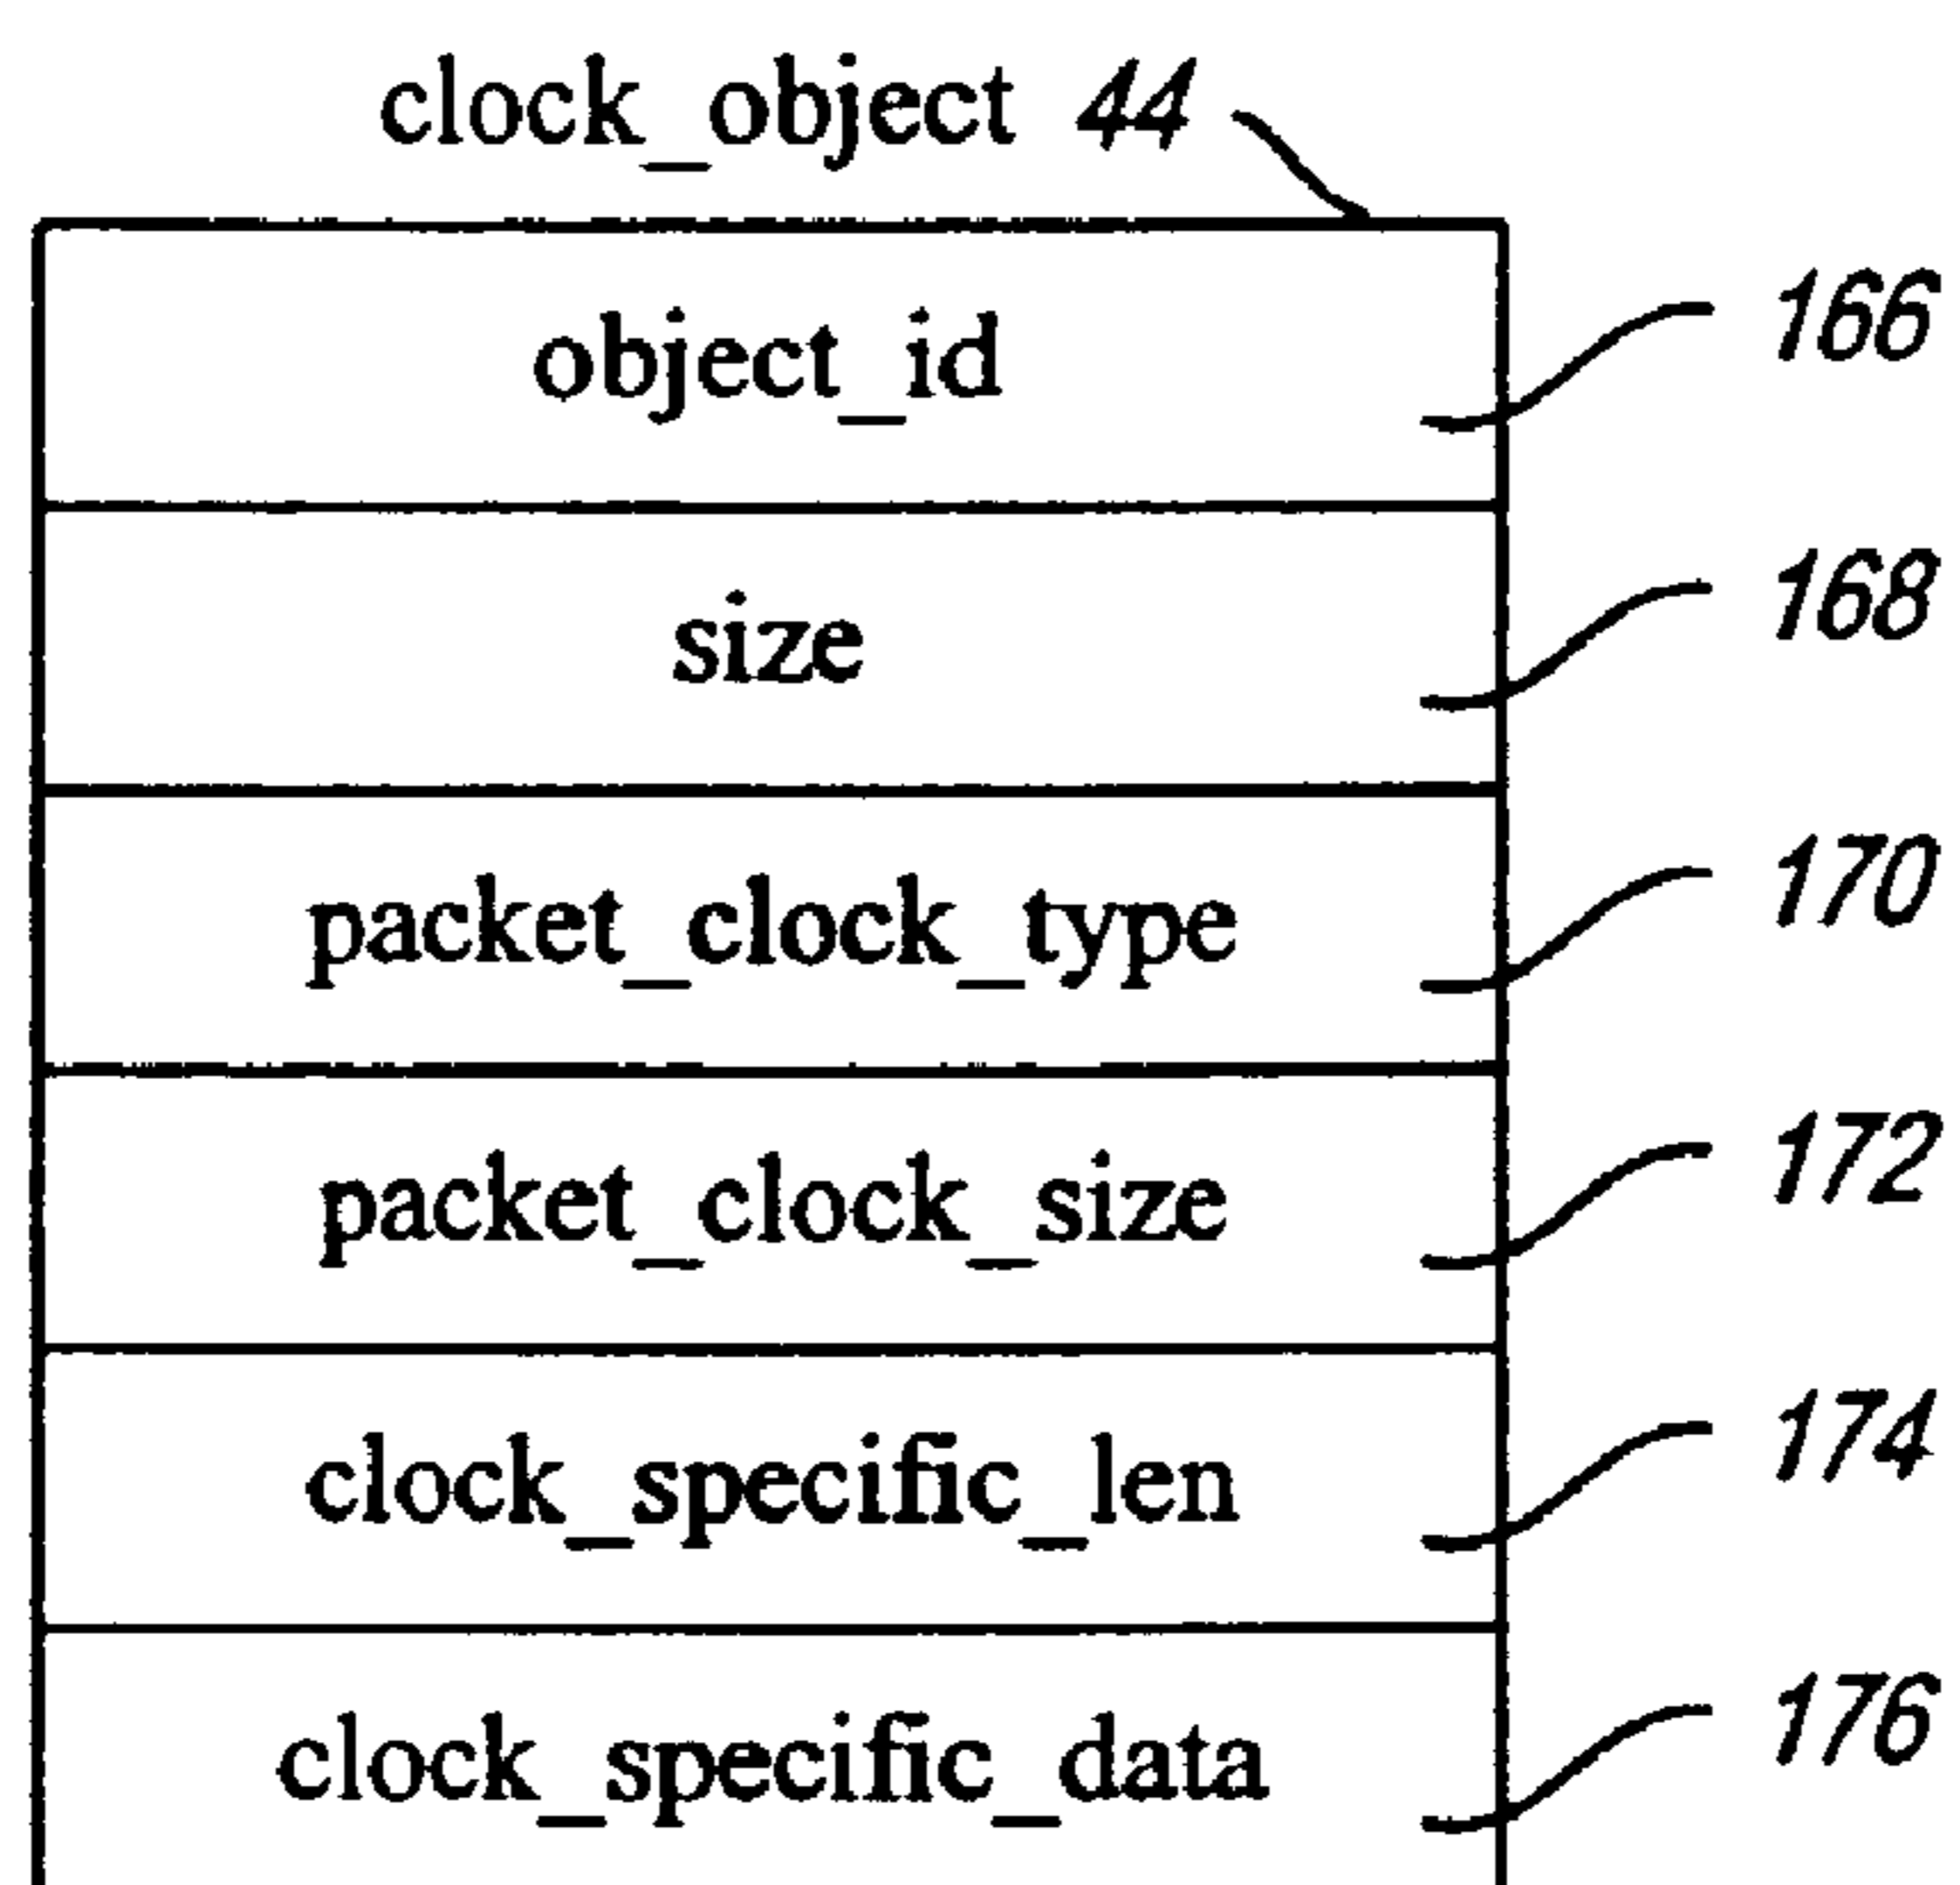 clock_object 44
object_id 166
size 168
packet_clock_type 170
packet_clock_size 172
clock_specific_len 174
clock_specific_data 176